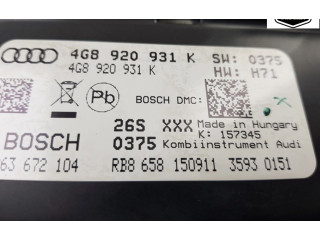 4G8 920 931 K SW: 0375
4G8 920 931 K HW: H71
Pb BOSCH DMC:
26S XXX Made in Hungary
BOSCH 0375 K: 157345
Kombiinstrument Audi
63 672 104 RB8 658 150911 3593 0151